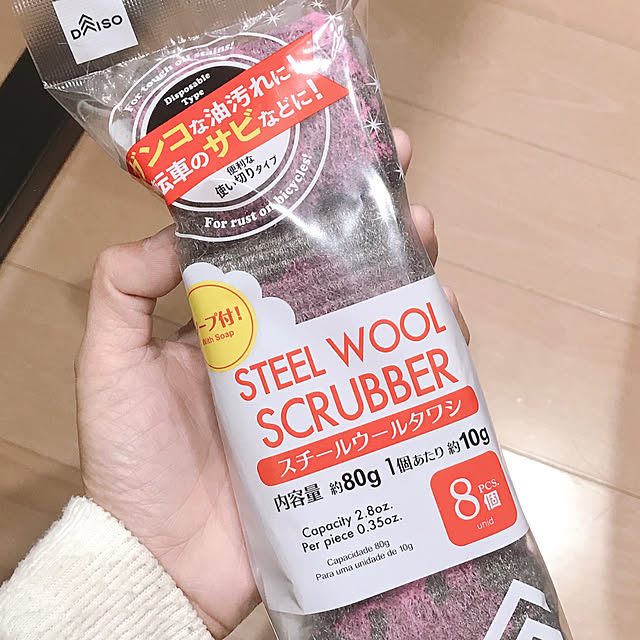 DAISO
For tough oil stains!
Disposable
Type
ガンコな油汚れに!
転車のサビなどに!
便利な
使い切りタイプ
For rust on bicycles!
ープ付!
With Soap
STEEL WOOL
SCRUBBER
スチールウールタワシ
内容量 約80g 1個あたり 約10g
Capacity 2.8oz.
Per piece 0.35oz.
Capacidade 80g
Para uma unidade de 10g
8 PCS.
個
unid.